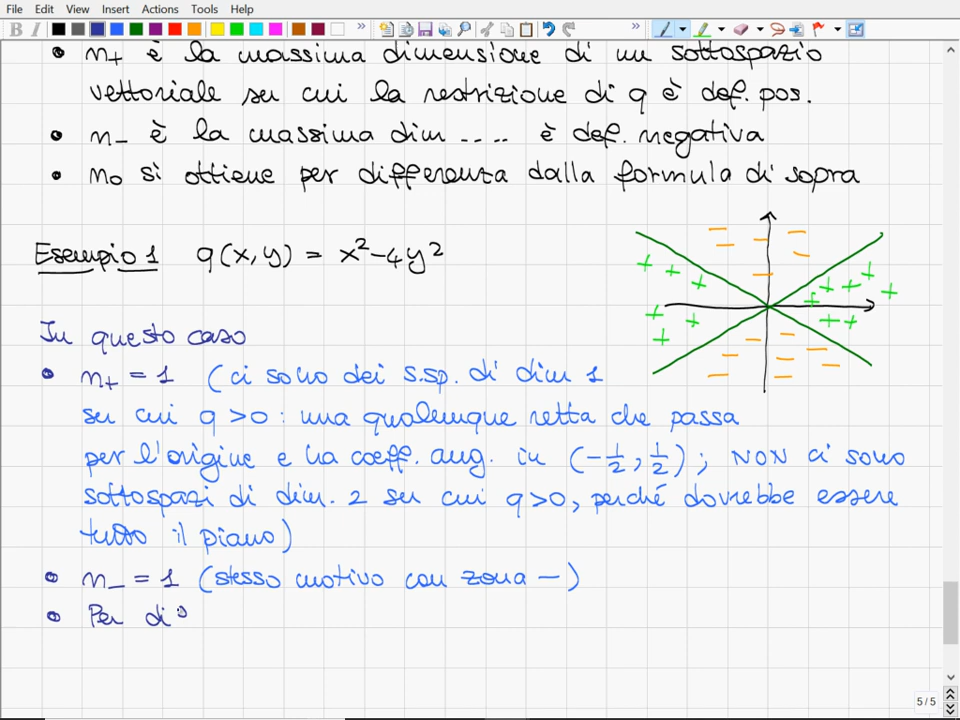 File Edit View Insert Actions Tools Help
• n₊ è la massima dimensione di un sottospazio
vettoriale su cui la restrizione di q è def. pos.
• n₋ è la massima dim .... è def. negativa
• n₀ si ottiene per differenza dalla formula di sopra
Esempio 1 q(x,y) = x² - 4y²
In questo caso
• n₊ = 1 (ci sono dei s.sp. di dim 1
su cui q > 0 : una qualunque retta che passa
per l'origine e ha coeff. ang. in (-1/2, 1/2); NON ci sono
sottospazi di dim. 2 su cui q > 0, perché dovrebbe essere
tutto il piano)
• n₋ = 1 (stesso motivo con zona -)
• Per di
5 / 5